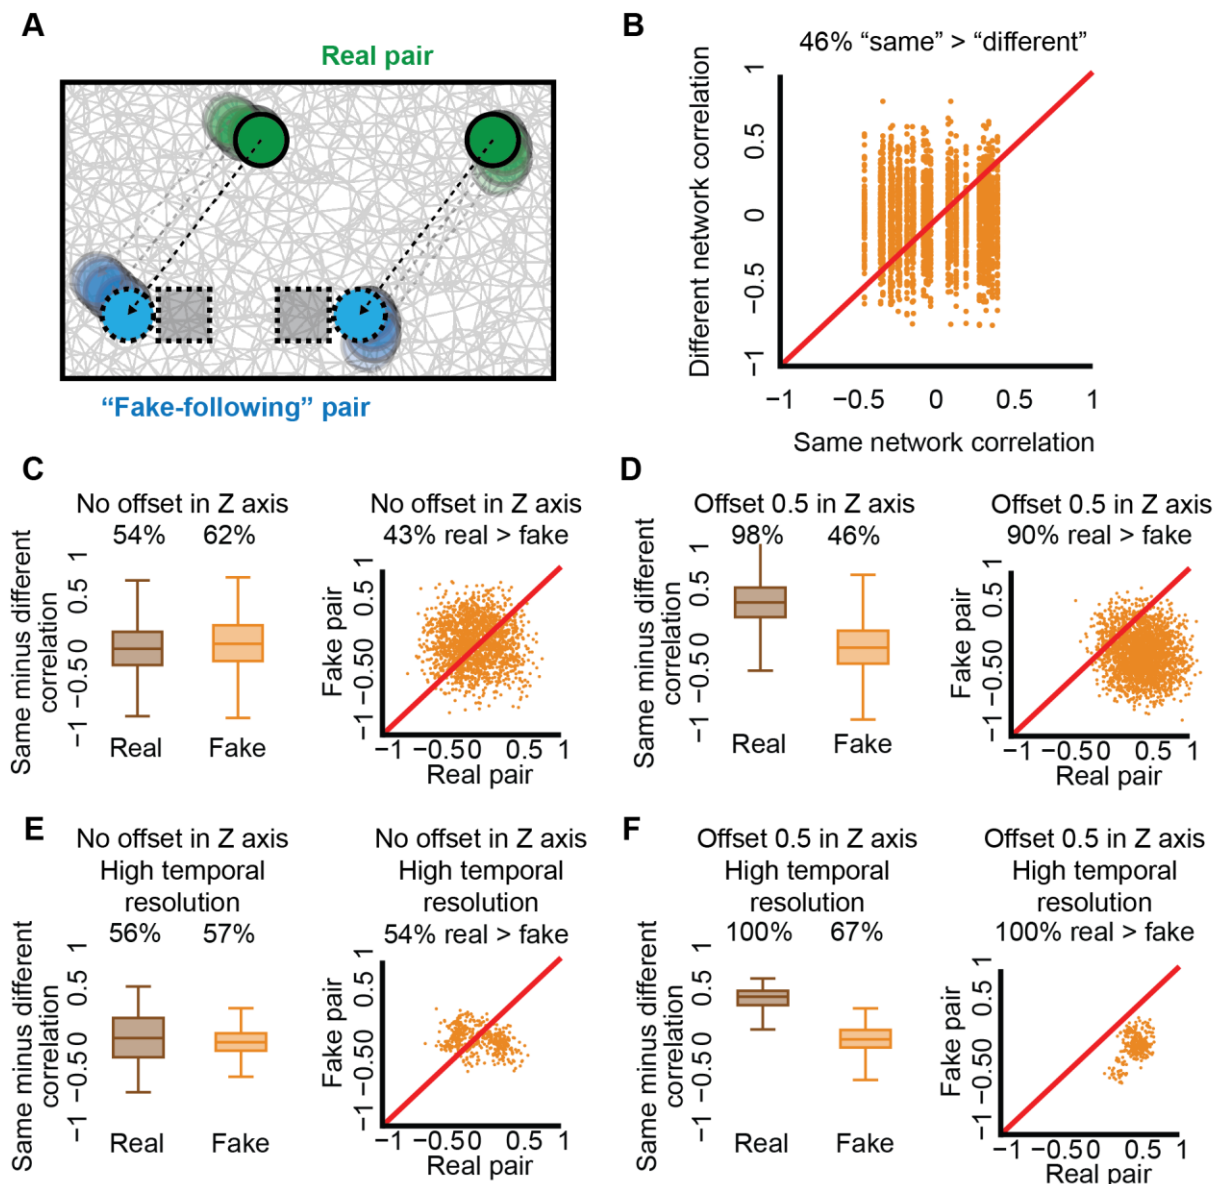 A
Real pair
“Fake-following” pair
B
46% “same” > “different”
Different network correlation
1
0.5
0
−0.5
−1
−1
−0.5
0
0.5
1
Same network correlation
C
No offset in Z axis
54%
62%
Same minus different
correlation
1
0.5
0
−0.5
−1
Real
Fake
No offset in Z axis
43% real > fake
Fake pair
1
0.5
0
−0.5
−1
−1
−0.5
0
0.5
1
Real pair
D
Offset 0.5 in Z axis
98%
46%
Same minus different
correlation
1
0.5
0
−0.5
−1
Real
Fake
Offset 0.5 in Z axis
90% real > fake
Fake pair
1
0.5
0
−0.5
−1
−1
−0.5
0
0.5
1
Real pair
E
No offset in Z axis
High temporal
resolution
56%
57%
Same minus different
correlation
1
0.5
0
−0.5
−1
Real
Fake
No offset in Z axis
High temporal
resolution
54% real > fake
Fake pair
1
0.5
0
−0.5
−1
−1
−0.5
0
0.5
1
Real pair
F
Offset 0.5 in Z axis
High temporal
resolution
100%
67%
Same minus different
correlation
1
0.5
0
−0.5
−1
Real
Fake
Offset 0.5 in Z axis
High temporal
resolution
100% real > fake
Fake pair
1
0.5
0
−0.5
−1
−1
−0.5
0
0.5
1
Real pair